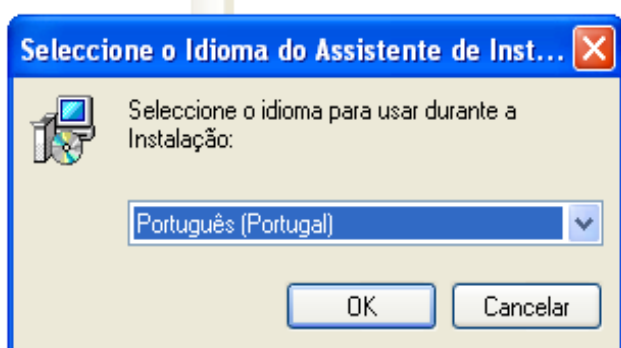 Seleccione o Idioma do Assistente de Inst...
Seleccione o idioma para usar durante a
Instalação:
Português (Portugal)
OK
Cancelar